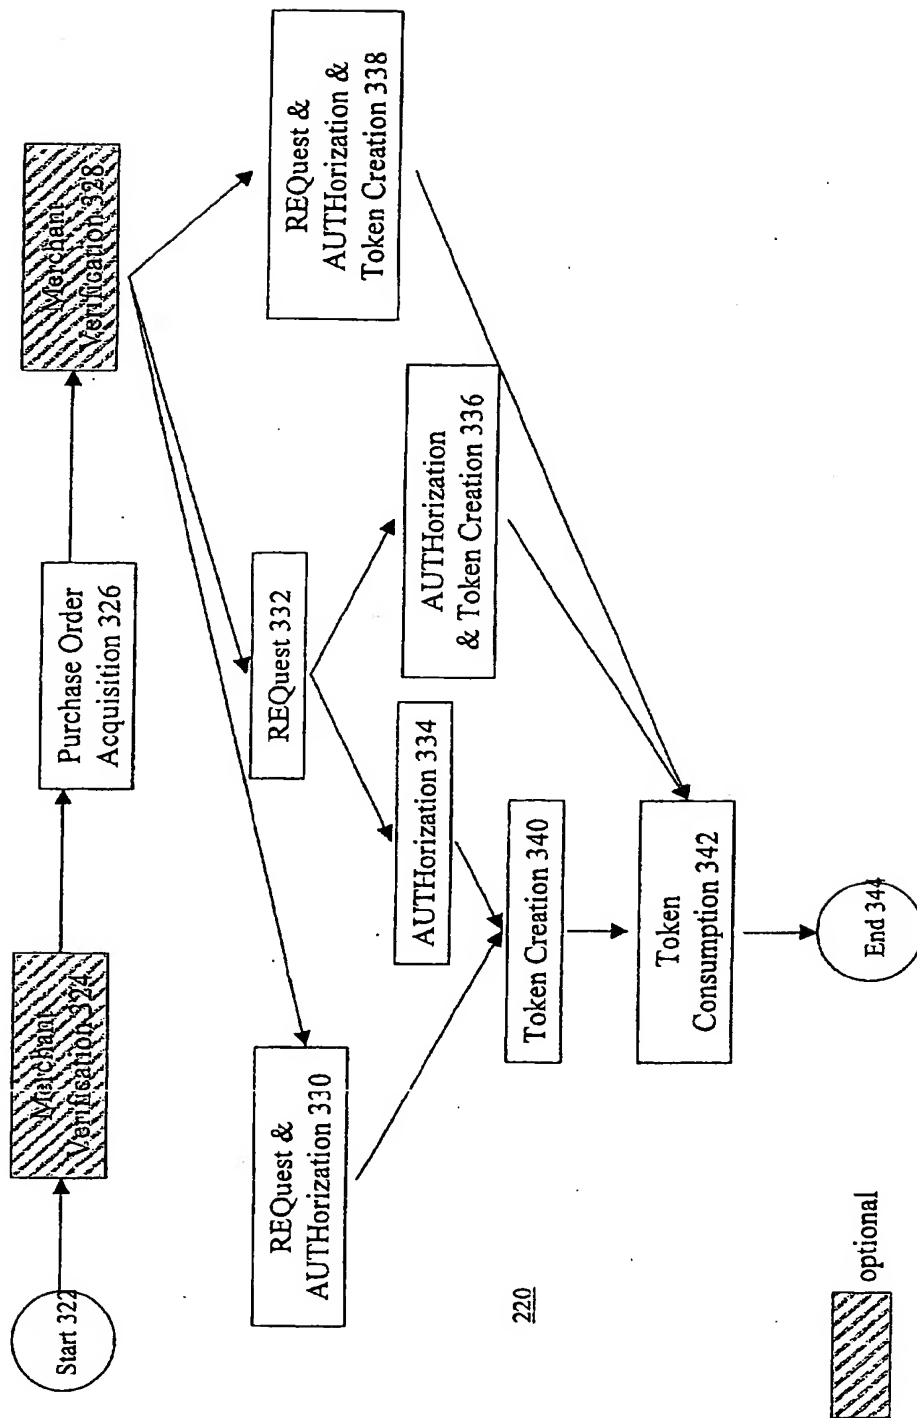 Start 322
Merchant
Verification 324
Purchase Order
Acquisition 326
Merchant
Verification 328
REQuest &
AUTHorization 330
REQuest 332
REQuest &
AUTHorization &
Token Creation 338
AUTHorization 334
AUTHorization
& Token Creation 336
Token Creation 340
Token
Consumption 342
End 344
220
optional